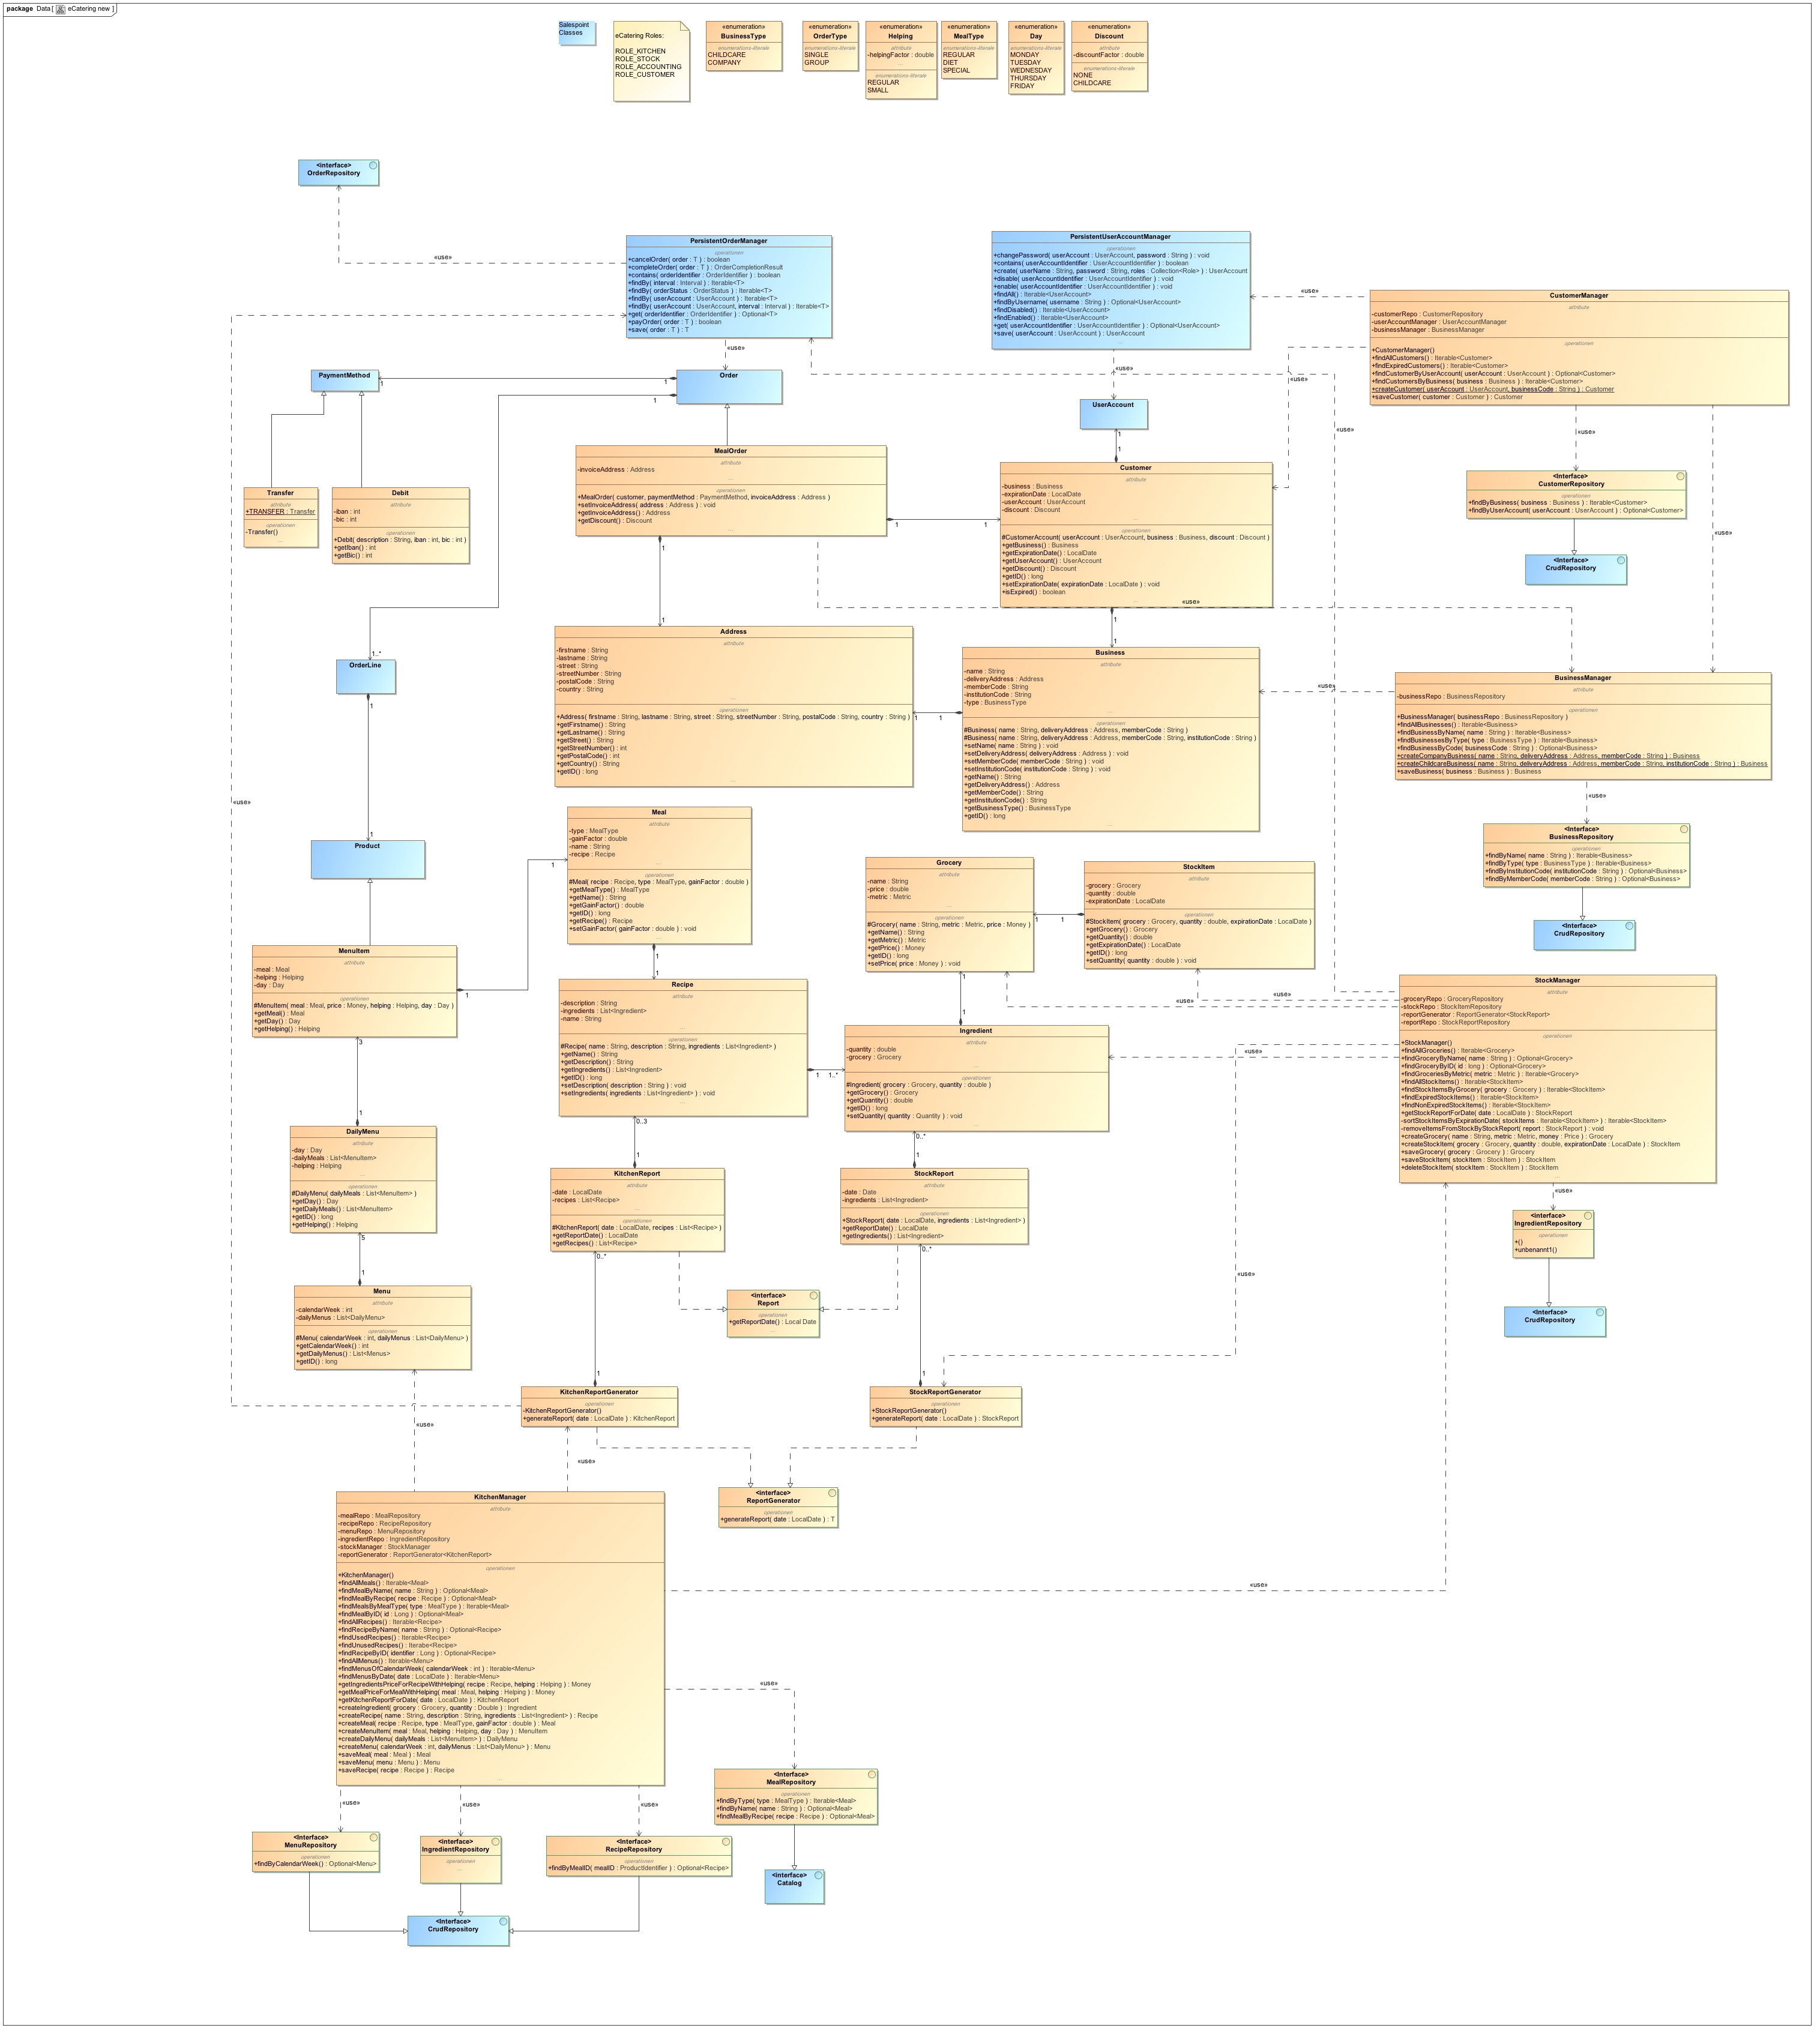 package Data [ eCatering new ]
Salespoint
Classes
eCatering Roles:
ROLE_KITCHEN
ROLE_STOCK
ROLE_ACCOUNTING
ROLE_CUSTOMER
«enumeration»
BusinessType
enumerations-literale
CHILDCARE
COMPANY
«enumeration»
OrderType
enumerations-literale
SINGLE
GROUP
«enumeration»
Helping
attribute
-helpingFactor : double
enumerations-literale
REGULAR
SMALL
«enumeration»
MealType
enumerations-literale
REGULAR
DIET
SPECIAL
«enumeration»
Day
enumerations-literale
MONDAY
TUESDAY
WEDNESDAY
THURSDAY
FRIDAY
«enumeration»
Discount
attribute
-discountFactor : double
enumerations-literale
NONE
CHILDCARE
<interface>
OrderRepository
«use»
PersistentOrderManager
operationen
+cancelOrder( order : T ) : boolean
+completeOrder( order : T ) : OrderCompletionResult
+contains( orderIdentifier : OrderIdentifier ) : boolean
+findBy( interval : Interval ) : Iterable<T>
+findBy( orderStatus : OrderStatus ) : Iterable<T>
+findBy( userAccount : UserAccount ) : Iterable<T>
+findBy( userAccount : UserAccount, interval : Interval ) : Iterable<T>
+get( orderIdentifier : OrderIdentifier ) : Optional<T>
+payOrder( order : T ) : boolean
+save( order : T ) : T
PersistentUserAccountManager
operationen
+changePassword( userAccount : UserAccount, password : String ) : void
+contains( userAccountIdentifier : UserAccountIdentifier ) : boolean
+create( userName : String, password : String, roles : Collection<Role> ) : UserAccount
+disable( userAccountIdentifier : UserAccountIdentifier ) : void
+enable( userAccountIdentifier : UserAccountIdentifier ) : void
+findAll() : Iterable<UserAccount>
+findByUsername( username : String ) : Optional<UserAccount>
+findDisabled() : Iterable<UserAccount>
+findEnabled() : Iterable<UserAccount>
+get( userAccountIdentifier : UserAccountIdentifier ) : Optional<UserAccount>
+save( userAccount : UserAccount ) : UserAccount
«use»
CustomerManager
attribute
-customerRepo : CustomerRepository
-userAccountManager : UserAccountManager
-businessManager : BusinessManager
operationen
+CustomerManager()
+findAllCustomers() : Iterable<Customer>
+findExpiredCustomers() : Iterable<Customer>
+findCustomerByUserAccount( userAccount : UserAccount ) : Optional<Customer>
+findCustomersByBusiness( business : Business ) : Iterable<Customer>
+createCustomer( userAccount : UserAccount, businessCode : String ) : Customer
+saveCustomer( customer : Customer ) : Customer
«use»
«use»
«use»
«use»
«use»
«use»
PaymentMethod
1
1
Order
1
UserAccount
1
Transfer
attribute
+TRANSFER : Transfer
operationen
-Transfer()
Debit
attribute
-iban : int
-bic : int
operationen
+Debit( description : String, iban : int, bic : int )
+getIban() : int
+getBic() : int
MealOrder
attribute
-invoiceAddress : Address
operationen
+MealOrder( customer, paymentMethod : PaymentMethod, invoiceAddress : Address )
+setInvoiceAddress( address : Address ) : void
+getInvoiceAddress() : Address
+getDiscount() : Discount
1
1
1
1
Customer
attribute
-business : Business
-expirationDate : LocalDate
-userAccount : UserAccount
-discount : Discount
operationen
#CustomerAccount( userAccount : UserAccount, business : Business, discount : Discount )
+getBusiness() : Business
+getExpirationDate() : LocalDate
+getUserAccount() : UserAccount
+getDiscount() : Discount
+getID() : long
+setExpirationDate( expirationDate : LocalDate ) : void
+isExpired() : boolean
«use»
1
1
<Interface>
CustomerRepository
operationen
+findByBusiness( business : Business ) : Iterable<Customer>
+findByUserAccount( userAccount : UserAccount ) : Optional<Customer>
<Interface>
CrudRepository
Address
attribute
-firstname : String
-lastname : String
-street : String
-streetNumber : String
-postalCode : String
-country : String
operationen
+Address( firstname : String, lastname : String, street : String, streetNumber : String, postalCode : String, country : String )
+getFirstname() : String
+getLastname() : String
+getStreet() : String
+getStreetNumber() : int
+getPostalCode() : int
+getCountry() : String
+getID() : long
1
1
Business
attribute
-name : String
-deliveryAddress : Address
-memberCode : String
-institutionCode : String
-type : BusinessType
operationen
#Business( name : String, deliveryAddress : Address, memberCode : String )
#Business( name : String, deliveryAddress : Address, memberCode : String, institutionCode : String )
+setName( name : String ) : void
+setDeliveryAddress( deliveryAddress : Address ) : void
+setMemberCode( memberCode : String ) : void
+setInstitutionCode( institutionCode : String ) : void
+getName() : String
+getDeliveryAddress() : Address
+getMemberCode() : String
+getInstitutionCode() : String
+getBusinessType() : BusinessType
+getID() : long
«use»
BusinessManager
attribute
-businessRepo : BusinessRepository
operationen
+BusinessManager( businessRepo : BusinessRepository )
+findAllBusinesses() : Iterable<Business>
+findBusinessByName( name : String ) : Iterable<Business>
+findBusinessesByType( type : BusinessType ) : Iterable<Business>
+findBusinessByCode( businessCode : String ) : Optional<Business>
+createCompanyBusiness( name : String, deliveryAddress : Address, memberCode : String ) : Business
+createChildcareBusiness( name : String, deliveryAddress : Address, memberCode : String, institutionCode : String ) : Business
+saveBusiness( business : Business ) : Business
«use»
<Interface>
BusinessRepository
operationen
+findByName( name : String ) : Iterable<Business>
+findByType( type : BusinessType ) : Iterable<Business>
+findByInstitutionCode( institutionCode : String ) : Optional<Business>
+findByMemberCode( memberCode : String ) : Optional<Business>
<Interface>
CrudRepository
1..*
OrderLine
1
1
Product
«use»
Meal
attribute
-type : MealType
-gainFactor : double
-name : String
-recipe : Recipe
operationen
#Meal( recipe : Recipe, type : MealType, gainFactor : double )
+getMealType() : MealType
+getName() : String
+getGainFactor() : double
+getID() : long
+getRecipe() : Recipe
+setGainFactor( gainFactor : double ) : void
1
1
1
1
Grocery
attribute
-name : String
-price : double
-metric : Metric
operationen
#Grocery( name : String, metric : Metric, price : Money )
+getName() : String
+getMetric() : Metric
+getPrice() : Money
+getID() : long
+setPrice( price : Money ) : void
1
1
1
1
StockItem
attribute
-grocery : Grocery
-quantity : double
-expirationDate : LocalDate
operationen
#StockItem( grocery : Grocery, quantity : double, expirationDate : LocalDate )
+getGrocery() : Grocery
+getQuantity() : double
+getExpirationDate() : LocalDate
+getID() : long
+setQuantity( quantity : double ) : void
MenuItem
attribute
-meal : Meal
-helping : Helping
-day : Day
operationen
#MenuItem( meal : Meal, price : Money, helping : Helping, day : Day )
+getMeal() : Meal
+getDay() : Day
+getHelping() : Helping
3
1
Recipe
attribute
-description : String
-ingredients : List<Ingredient>
-name : String
operationen
#Recipe( name : String, description : String, ingredients : List<Ingredient> )
+getName() : String
+getDescription() : String
+getIngredients() : List<Ingredient>
+getID() : long
+setDescription( description : String ) : void
+setIngredients( ingredients : List<Ingredient> ) : void
1
1..*
0..3
1
Ingredient
attribute
-quantity : double
-grocery : Grocery
operationen
#Ingredient( grocery : Grocery, quantity : double )
+getGrocery() : Grocery
+getQuantity() : double
+getID() : long
+setQuantity( quantity : Quantity ) : void
0..*
1
«use»
«use»
«use»
«use»
StockManager
attribute
-groceryRepo : GroceryRepository
-stockRepo : StockItemRepository
-reportGenerator : ReportGenerator<StockReport>
-reportRepo : StockReportRepository
operationen
+StockManager()
+findAllGroceries() : Iterable<Grocery>
+findGroceryByName( name : String ) : Optional<Grocery>
+findGroceryByID( id : long ) : Optional<Grocery>
+findGroceriesByMetric( metric : Metric ) : Iterable<Grocery>
+findAllStockItems() : Iterable<StockItem>
+findStockItemsByGrocery( grocery : Grocery ) : Iterable<StockItem>
+findExpiredStockItems() : Iterable<StockItem>
+findNonExpiredStockItems() : Iterable<StockItem>
+getStockReportForDate( date : LocalDate ) : StockReport
-sortStockItemsByExpirationDate( stockItems : Iterable<StockItem> ) : Iterable<StockItem>
-removeItemsFromStockByStockReport( report : StockReport ) : void
+createGrocery( name : String, metric : Metric, money : Price ) : Grocery
+createStockItem( grocery : Grocery, quantity : double, expirationDate : LocalDate ) : StockItem
+saveGrocery( grocery : Grocery ) : Grocery
+saveStockItem( stockItem : StockItem ) : StockItem
+deleteStockItem( stockItem : StockItem ) : StockItem
«use»
<interface>
IngredientRepository
operationen
+()
+unbenannt1()
<Interface>
CrudRepository
DailyMenu
attribute
-day : Day
-dailyMeals : List<MenuItem>
-helping : Helping
operationen
#DailyMenu( dailyMeals : List<MenuItem> )
+getDay() : Day
+getDailyMeals() : List<MenuItem>
+getID() : long
+getHelping() : Helping
5
1
KitchenReport
attribute
-date : LocalDate
-recipes : List<Recipe>
operationen
#KitchenReport( date : LocalDate, recipes : List<Recipe> )
+getReportDate() : LocalDate
+getRecipes() : List<Recipe>
0..*
1
StockReport
attribute
-date : Date
-ingredients : List<Ingredient>
operationen
+StockReport( date : LocalDate, ingredients : List<Ingredient> )
+getReportDate() : LocalDate
+getIngredients() : List<Ingredient>
0..*
1
<interface>
Report
operationen
+getReportDate() : Local Date
Menu
attribute
-calendarWeek : int
-dailyMenus : List<DailyMenu>
operationen
#Menu( calendarWeek : int, dailyMenus : List<DailyMenu> )
+getCalendarWeek() : int
+getDailyMenus() : List<Menus>
+getID() : long
KitchenReportGenerator
operationen
-KitchenReportGenerator()
+generateReport( date : LocalDate ) : KitchenReport
StockReportGenerator
operationen
+StockReportGenerator()
+generateReport( date : LocalDate ) : StockReport
«use»
«use»
<interface>
ReportGenerator
operationen
+generateReport( date : LocalDate ) : T
KitchenManager
attribute
-mealRepo : MealRepository
-recipeRepo : RecipeRepository
-menuRepo : MenuRepository
-ingredientRepo : IngredientRepository
-stockManager : StockManager
-reportGenerator : ReportGenerator<KitchenReport>
operationen
+KitchenManager()
+findAllMeals() : Iterable<Meal>
+findMealByName( name : String ) : Optional<Meal>
+findMealByRecipe( recipe : Recipe ) : Optional<Meal>
+findMealsByMealType( type : MealType ) : Iterable<Meal>
+findMealByID( id : Long ) : Optional<Meal>
+findAllRecipes() : Iterable<Recipe>
+findRecipeByName( name : String ) : Optional<Recipe>
+findUsedRecipes() : Iterable<Recipe>
+findUnusedRecipes() : Iterabe<Recipe>
+findRecipeByID( identifier : Long ) : Optional<Recipe>
+findAllMenus() : Iterable<Menu>
+findMenusOfCalendarWeek( calendarWeek : int ) : Iterable<Menu>
+findMenusByDate( date : LocalDate ) : Iterable<Menu>
+getIngredientsPriceForRecipeWithHelping( recipe : Recipe, helping : Helping ) : Money
+getMealPriceForMealWithHelping( meal : Meal, helping : Helping ) : Money
+getKitchenReportForDate( date : LocalDate ) : KitchenReport
+createIngredient( grocery : Grocery, quantity : Double ) : Ingredient
+createRecipe( name : String, description : String, ingredients : List<Ingredient> ) : Recipe
+createMeal( recipe : Recipe, type : MealType, gainFactor : double ) : Meal
+createMenuItem( meal : Meal, helping : Helping, day : Day ) : MenuItem
+createDailyMenu( dailyMeals : List<MenuItem> ) : DailyMenu
+createMenu( calendarWeek : int, dailyMenus : List<DailyMenu> ) : Menu
+saveMeal( meal : Meal ) : Meal
+saveMenu( menu : Menu ) : Menu
+saveRecipe( recipe : Recipe ) : Recipe
«use»
«use»
«use»
«use»
«use»
<Interface>
MealRepository
operationen
+findByType( type : MealType ) : Iterable<Meal>
+findByName( name : String ) : Optional<Meal>
+findMealByRecipe( recipe : Recipe ) : Optional<Meal>
<Interface>
MenuRepository
operationen
+findByCalendarWeek() : Optional<Menu>
<Interface>
IngredientRepository
operationen
<Interface>
RecipeRepository
operationen
+findByMealID( mealID : ProductIdentifier ) : Optional<Recipe>
<interface>
Catalog
<Interface>
CrudRepository